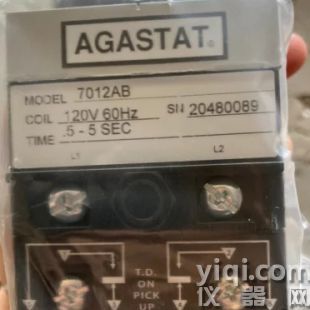 AGASTAT
MODEL 7012AB
COIL 120V 60Hz SN 20480089
TIME .5 - 5 SEC
L1 L2
T.D.
ON
PICK
UP
yiqi.com
仪器网